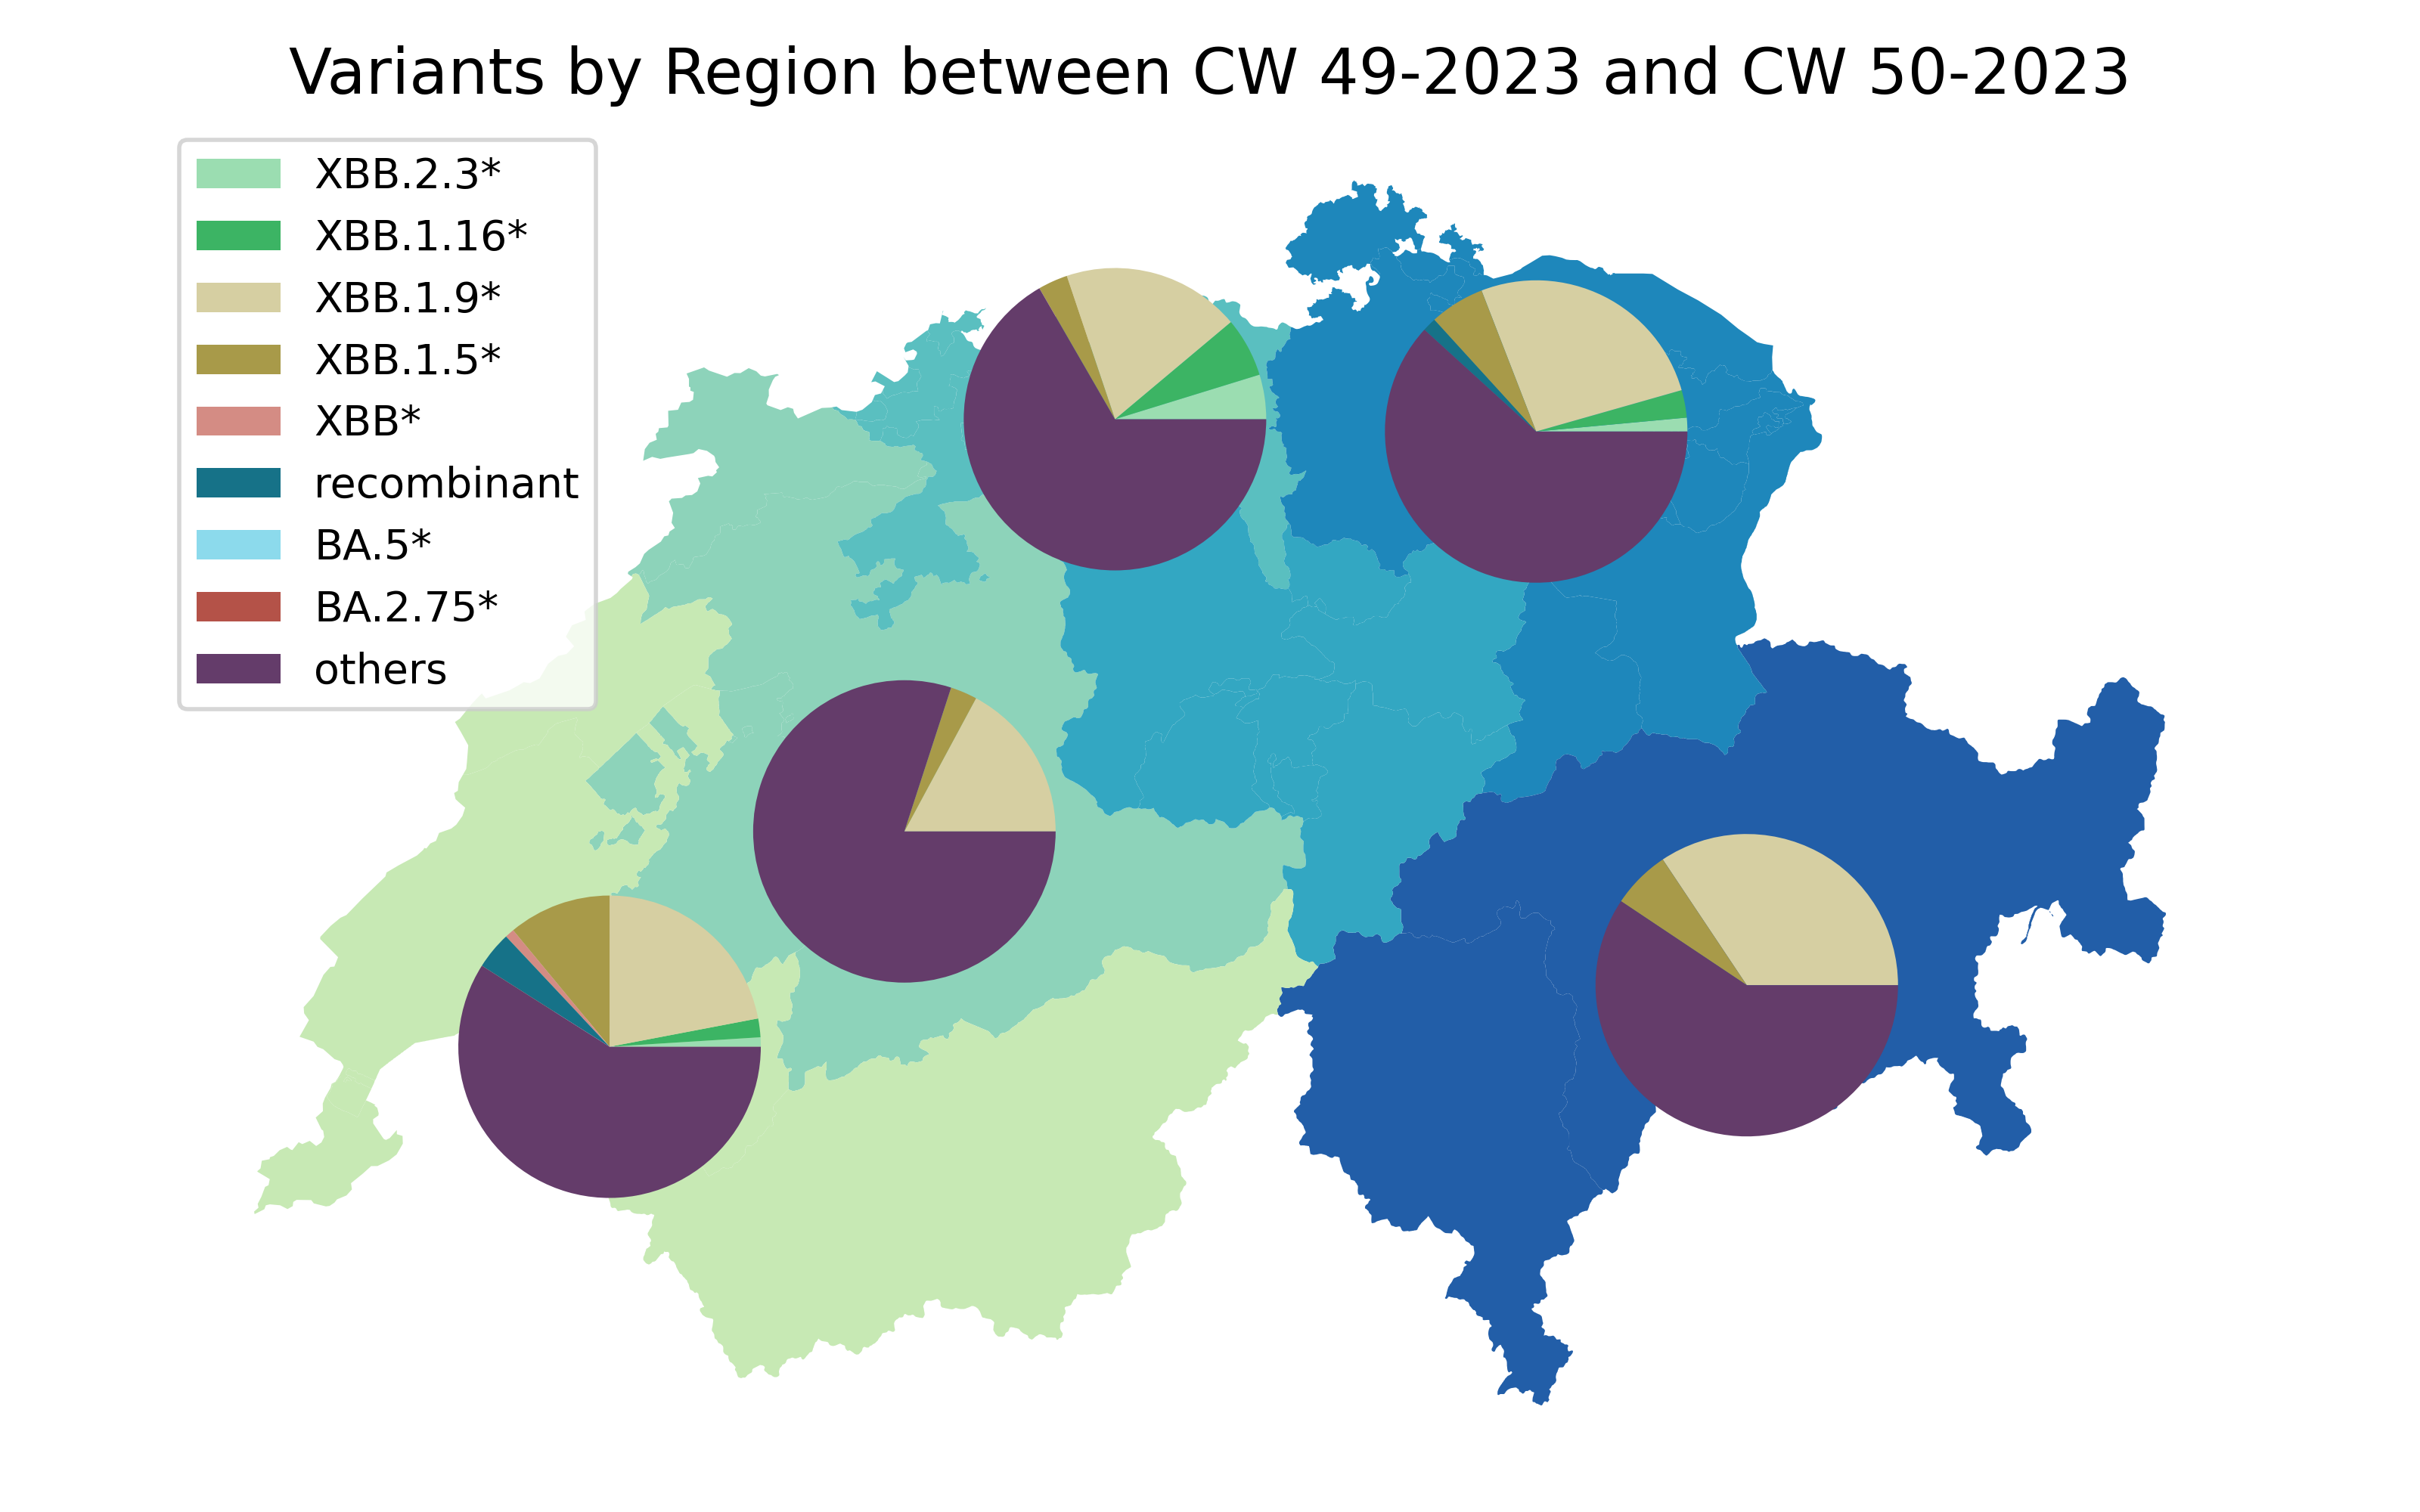 Variants by Region between CW 49-2023 and CW 50-2023
XBB.2.3*
XBB.1.16*
XBB.1.9*
XBB.1.5*
XBB*
recombinant
BA.5*
BA.2.75*
others